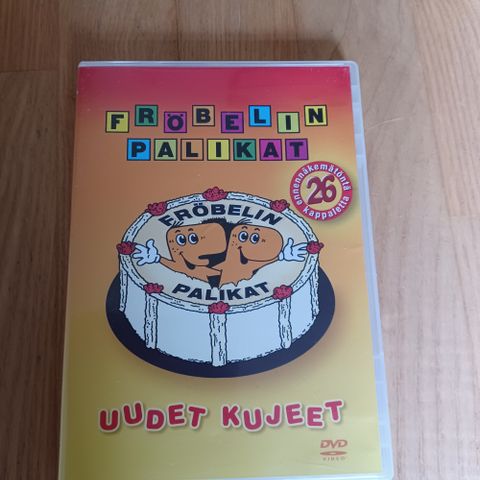 FRÖBELIN
PALIKAT
ennennäkemätöntä
26
kappaletta
FRÖBELIN
PALIKAT
UUDET KUJEET
DVD
VIDEO